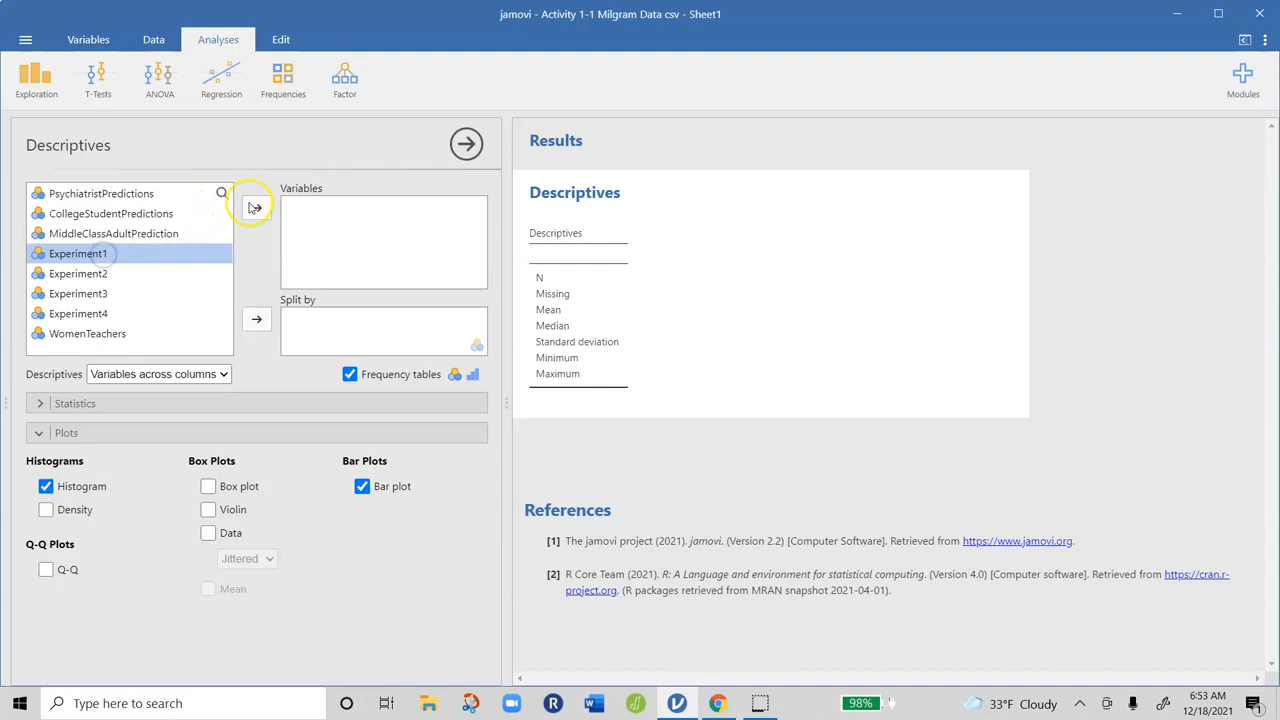 jamovi - Activity 1-1 Milgram Data csv - Sheet1
Variables
Data
Analyses
Edit
Exploration
T-Tests
ANOVA
Regression
Frequencies
Factor
Modules
Descriptives
PsychiatristPredictions
CollegeStudentPredictions
MiddleClassAdultPrediction
Experiment1
Experiment2
Experiment3
Experiment4
WomenTeachers
Variables
Split by
Descriptives
Variables across columns
Frequency tables
Statistics
Plots
Histograms
Histogram
Density
Q-Q Plots
Q-Q
Box Plots
Box plot
Violin
Data
Jittered
Mean
Bar Plots
Bar plot
Results
Descriptives
Descriptives
N
Missing
Mean
Median
Standard deviation
Minimum
Maximum
References
[1] The jamovi project (2021). jamovi. (Version 2.2) [Computer Software]. Retrieved from https://www.jamovi.org.
[2] R Core Team (2021). R: A Language and environment for statistical computing. (Version 4.0) [Computer software]. Retrieved from https://cran.r-
project.org. (R packages retrieved from MRAN snapshot 2021-04-01).
Type here to search
98%
33°F Cloudy
6:53 AM
12/18/2021